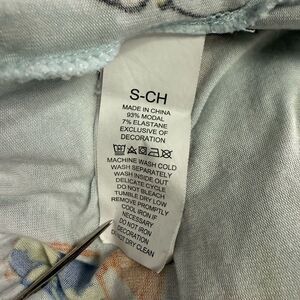 S-CH
MADE IN CHINA
93% MODAL
7% ELASTANE
EXCLUSIVE OF
DECORATION
MACHINE WASH COLD
WASH SEPARATELY
WASH INSIDE OUT
DELICATE CYCLE
DO NOT BLEACH
TUMBLE DRY LOW
REMOVE PROMPTLY
COOL IRON IF
NECESSARY
DO NOT IRON
DECORATION
DO NOT DRY CLEAN